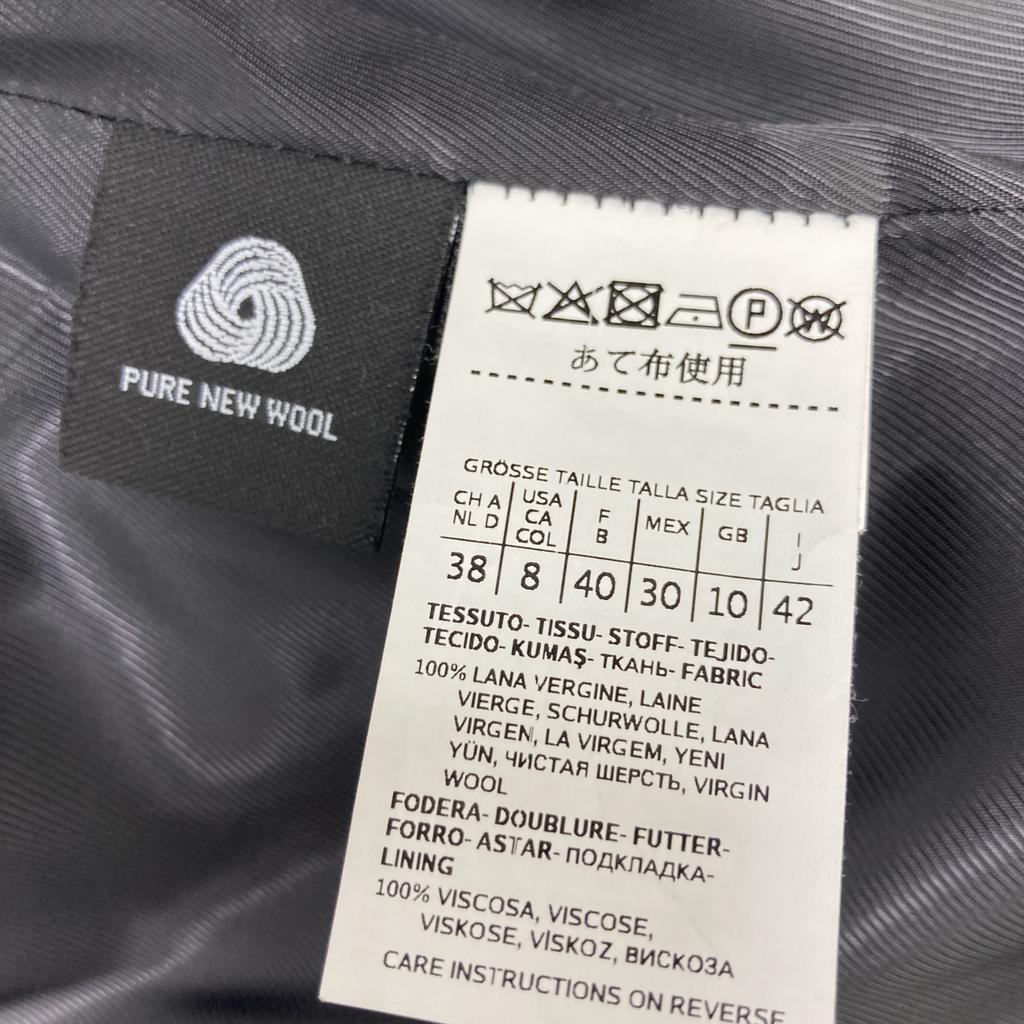 PURE NEW WOOL
P W
あて布使用
GRÖSSE TAILLE TALLA SIZE TAGLIA
CH A NL D USA CA COL F B MEX GB I J
38 8 40 30 10 42
TESSUTO- TISSU- STOFF- TEJIDO-
TECIDO- KUMAŞ- ТКАНЬ- FABRIC
100% LANA VERGINE, LAINE
VIERGE, SCHURWOLLE, LANA
VIRGEN, LA VIRGEM, YENI
YÜN, ЧИСТАЯ ШЕРСТЬ, VIRGIN
WOOL
FODERA- DOUBLURE- FUTTER-
FORRO- ASTAR- ПОДКЛАДКА-
LINING
100% VISCOSA, VISCOSE,
VISKOSE, VİSKOZ, ВИСКОЗА
CARE INSTRUCTIONS ON REVERSE